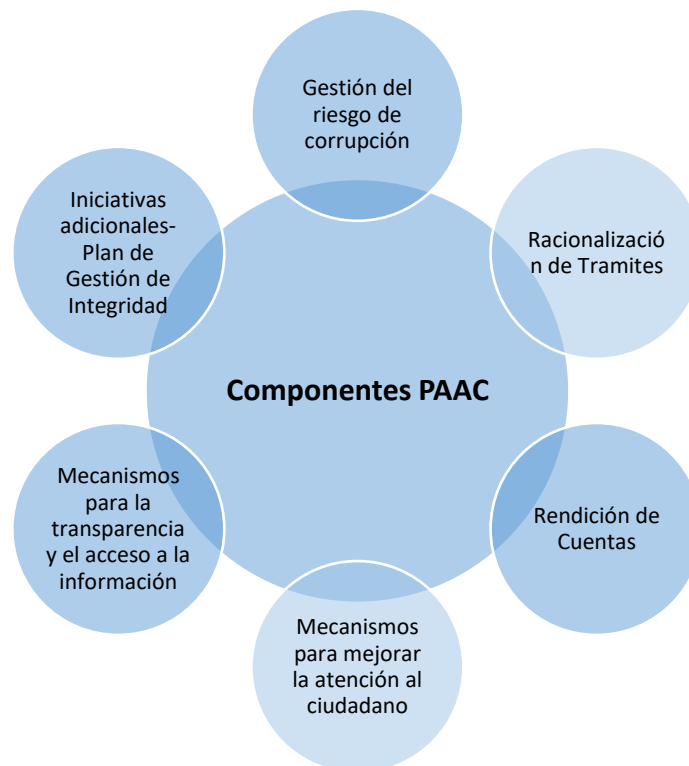 Gestión del
riesgo de
corrupción
Racionalizació
n de Tramites
Rendición de
Cuentas
Mecanismos
para mejorar
la atención al
ciudadano
Mecanismos
para la
transparencia
y el acceso a la
información
Iniciativas
adicionales-
Plan de
Gestión de
Integridad
Componentes PAAC